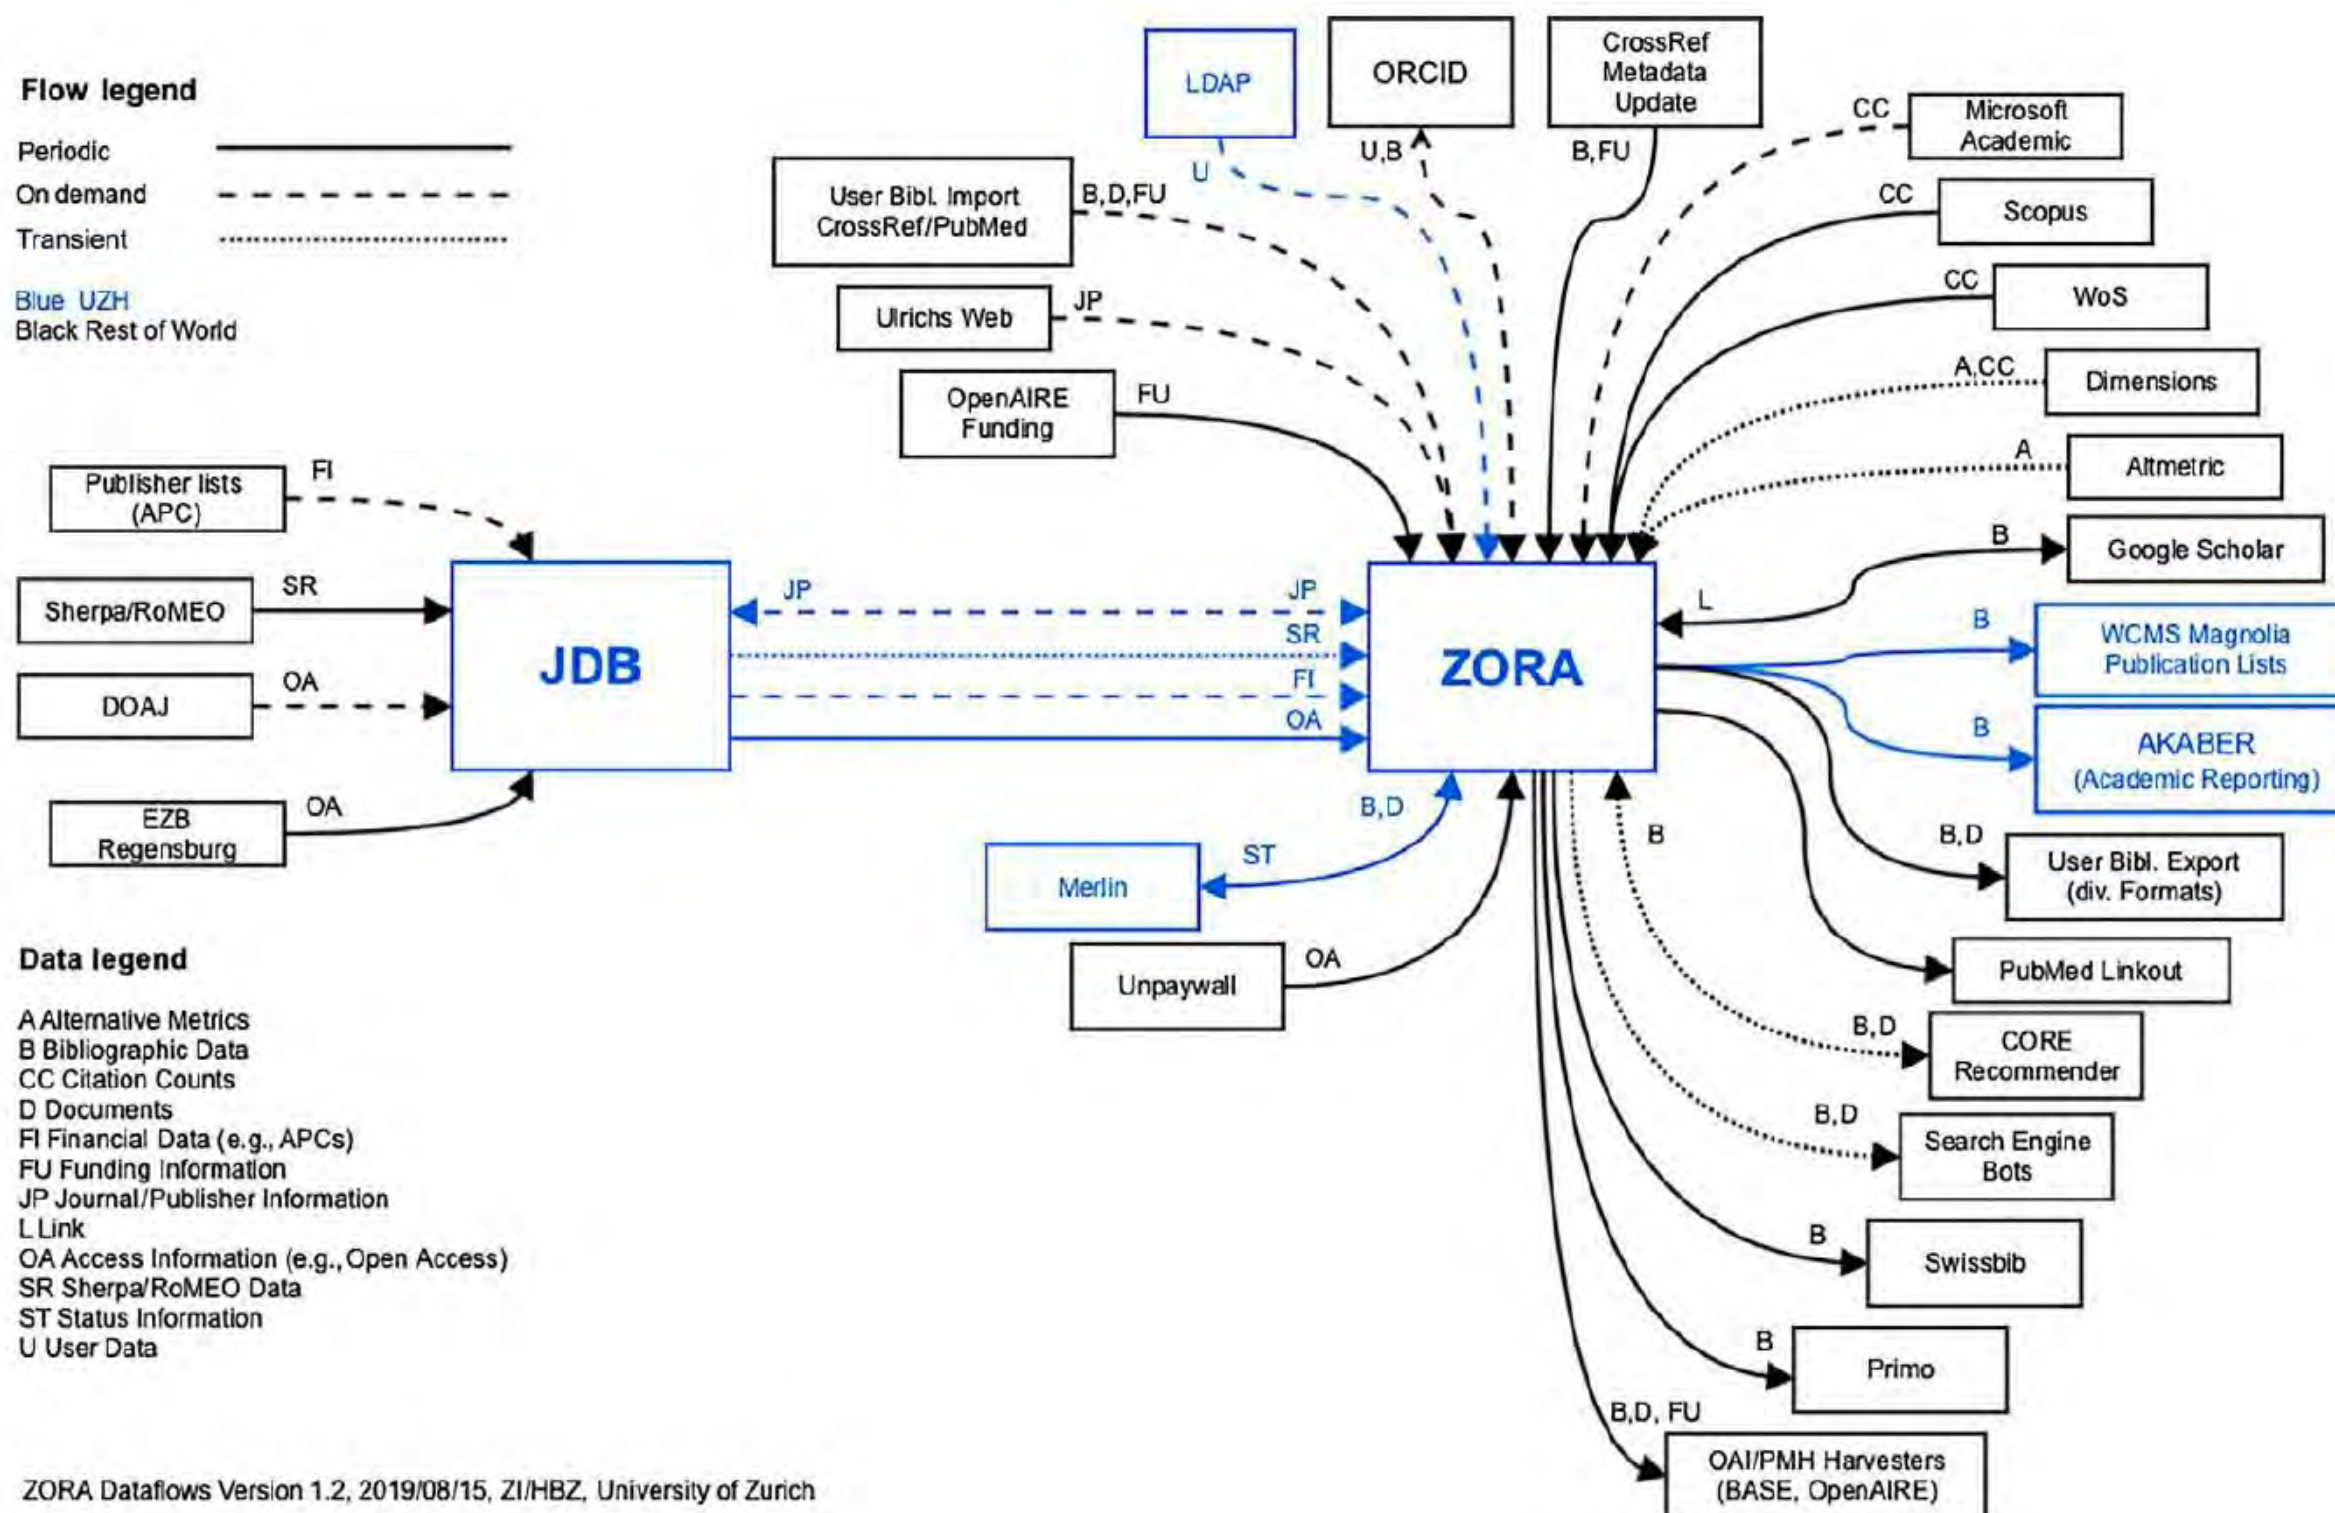 Flow legend
Periodic
On demand
Transient
Blue UZH
Black Rest of World
LDAP
ORCID
CrossRef
Metadata
Update
U
U,B
B,FU
User Bibl. Import
CrossRef/PubMed
B,D,FU
Ulrichs Web
JP
OpenAIRE
Funding
FU
CC
Microsoft
Academic
CC
Scopus
CC
WoS
A,CC
Dimensions
A
Altmetric
B
Google Scholar
L
B
WCMS Magnolia
Publication Lists
B
AKABER
(Academic Reporting)
B,D
User Bibl. Export
(div. Formats)
PubMed Linkout
B
B,D
CORE
Recommender
B,D
Search Engine
Bots
B
Swissbib
B
Primo
B,D, FU
OAI/PMH Harvesters
(BASE, OpenAIRE)
Publisher lists
(APC)
FI
Sherpa/RoMEO
SR
DOAJ
OA
EZB
Regensburg
OA
JDB
JP
JP
SR
FI
OA
ZORA
B,D
ST
Merlin
Unpaywall
OA
Data legend
A Alternative Metrics
B Bibliographic Data
CC Citation Counts
D Documents
FI Financial Data (e.g., APCs)
FU Funding Information
JP Journal/Publisher Information
L Link
OA Access Information (e.g., Open Access)
SR Sherpa/RoMEO Data
ST Status Information
U User Data
ZORA Dataflows Version 1.2, 2019/08/15, ZI/HBZ, University of Zurich